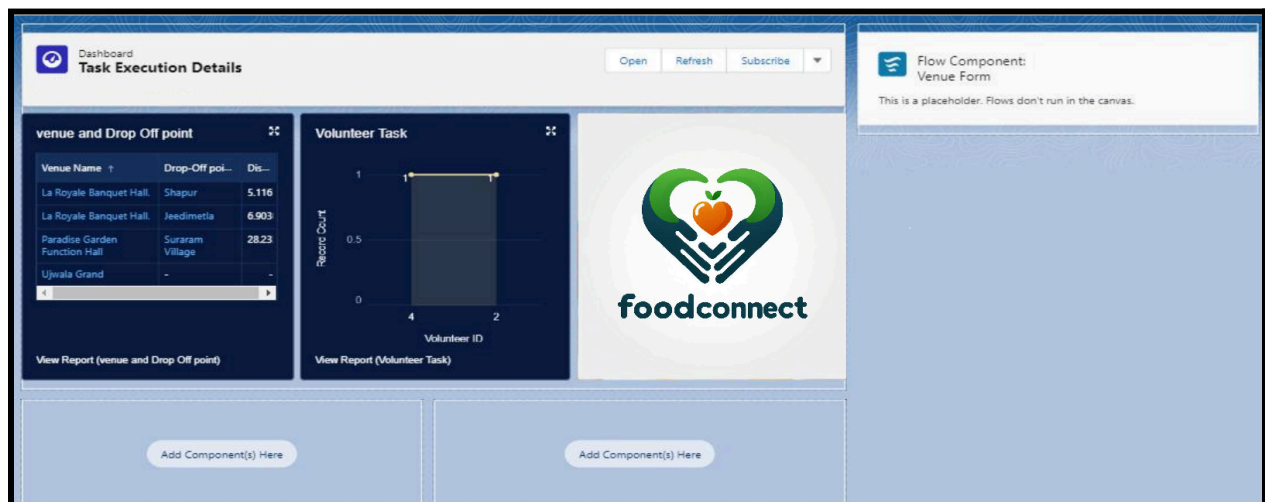 Dashboard
Task Execution Details
Open Refresh Subscribe
Flow Component:
Venue Form
This is a placeholder. Flows don't run in the canvas.
venue and Drop Off point
Venue Name ↑ Drop-Off poi... Dis...
La Royale Banquet Hall. Shapur 5.116
La Royale Banquet Hall. Jeedimetla 6.903
Paradise Garden Suraram 28.23
Function Hall Village
Ujwala Grand - -
View Report (venue and Drop Off point)
Volunteer Task
1
1 1
Record Count
0.5
0
4 2
Volunteer ID
View Report (Volunteer Task)
foodconnect
Add Component(s) Here
Add Component(s) Here